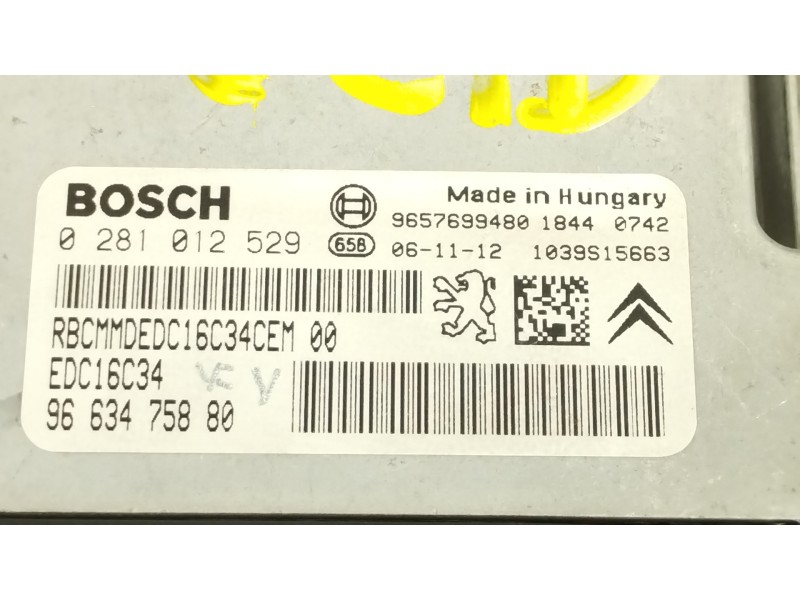 BOSCH
Made in Hungary
0 281 012 529
9657699480 1844 0742
658 06-11-12 1039S15663
RBCMMDEDC16C34CEM 00
EDC16C34
96 634 758 80